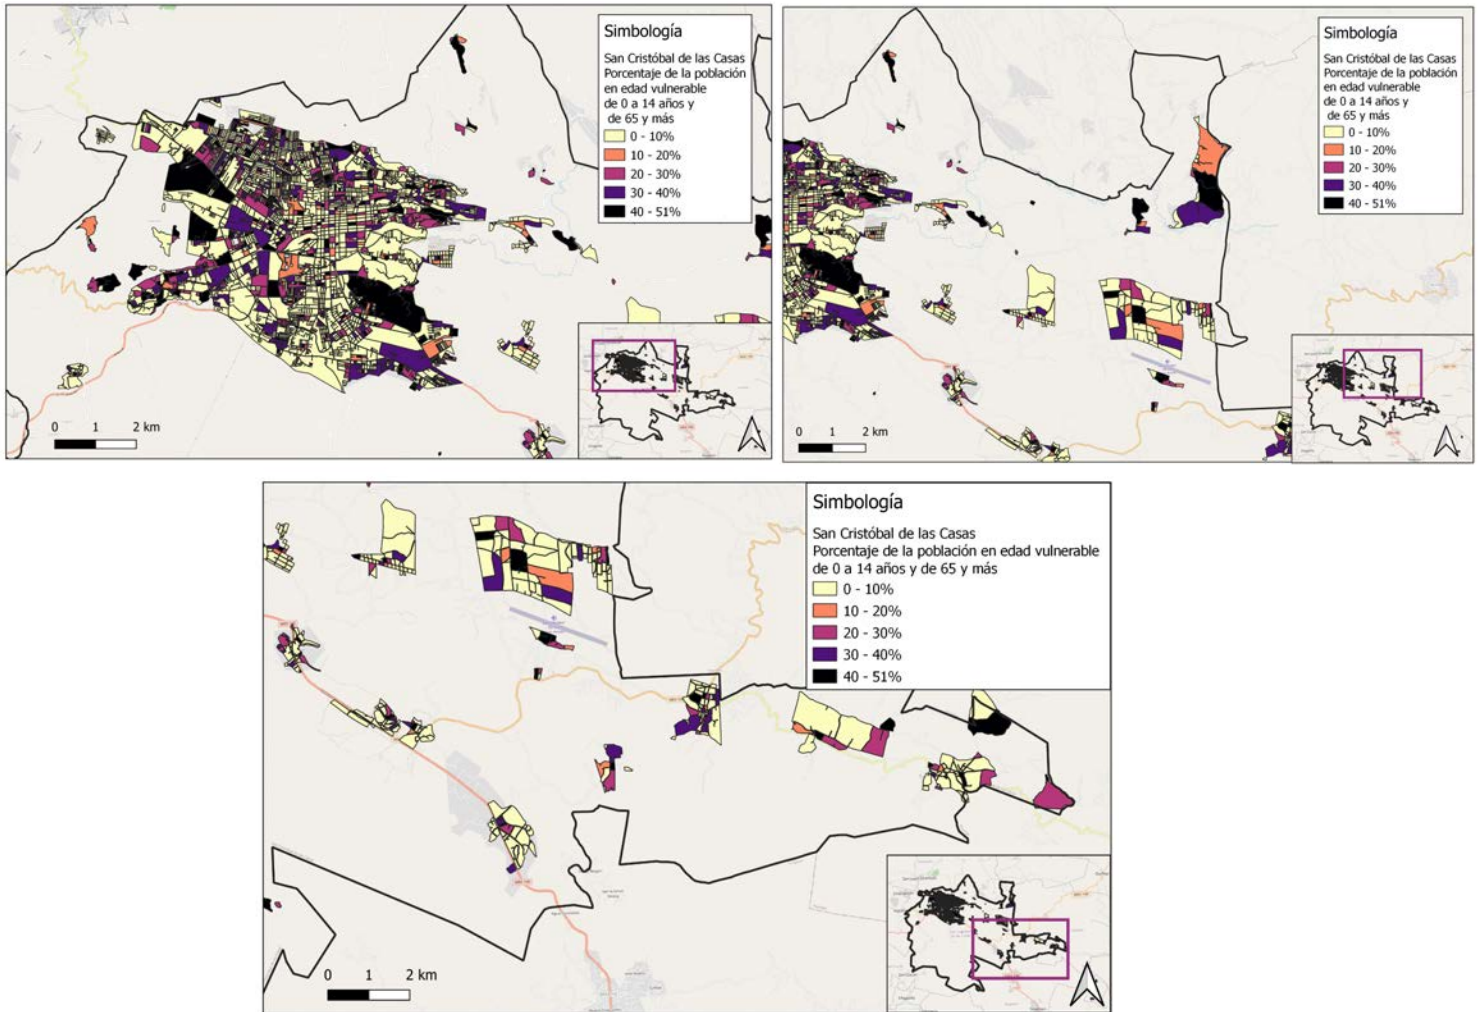 Simbología
San Cristóbal de las Casas
Porcentaje de la población
en edad vulnerable
de 0 a 14 años y
de 65 y más
0 - 10%
10 - 20%
20 - 30%
30 - 40%
40 - 51%
0 1 2 km
Simbología
San Cristóbal de las Casas
Porcentaje de la población
en edad vulnerable
de 0 a 14 años y
de 65 y más
0 - 10%
10 - 20%
20 - 30%
30 - 40%
40 - 51%
0 1 2 km
Simbología
San Cristóbal de las Casas
Porcentaje de la población en edad vulnerable
de 0 a 14 años y de 65 y más
0 - 10%
10 - 20%
20 - 30%
30 - 40%
40 - 51%
0 1 2 km